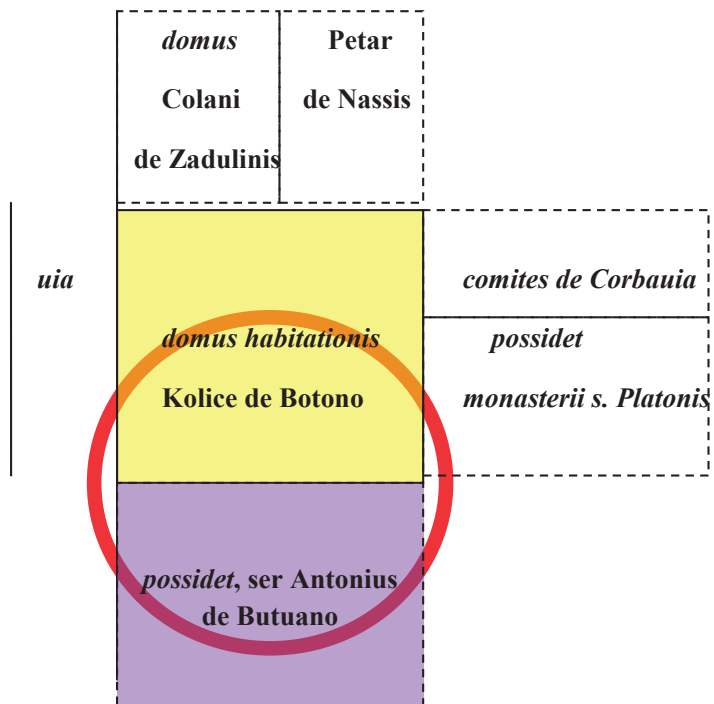 domus
Colani
de Zadulinis
Petar
de Nassis
uia
comites de Corbauia
domus habitationis
Kolice de Botono
possidet
monasterii s. Platonis
possidet, ser Antonius
de Butuano